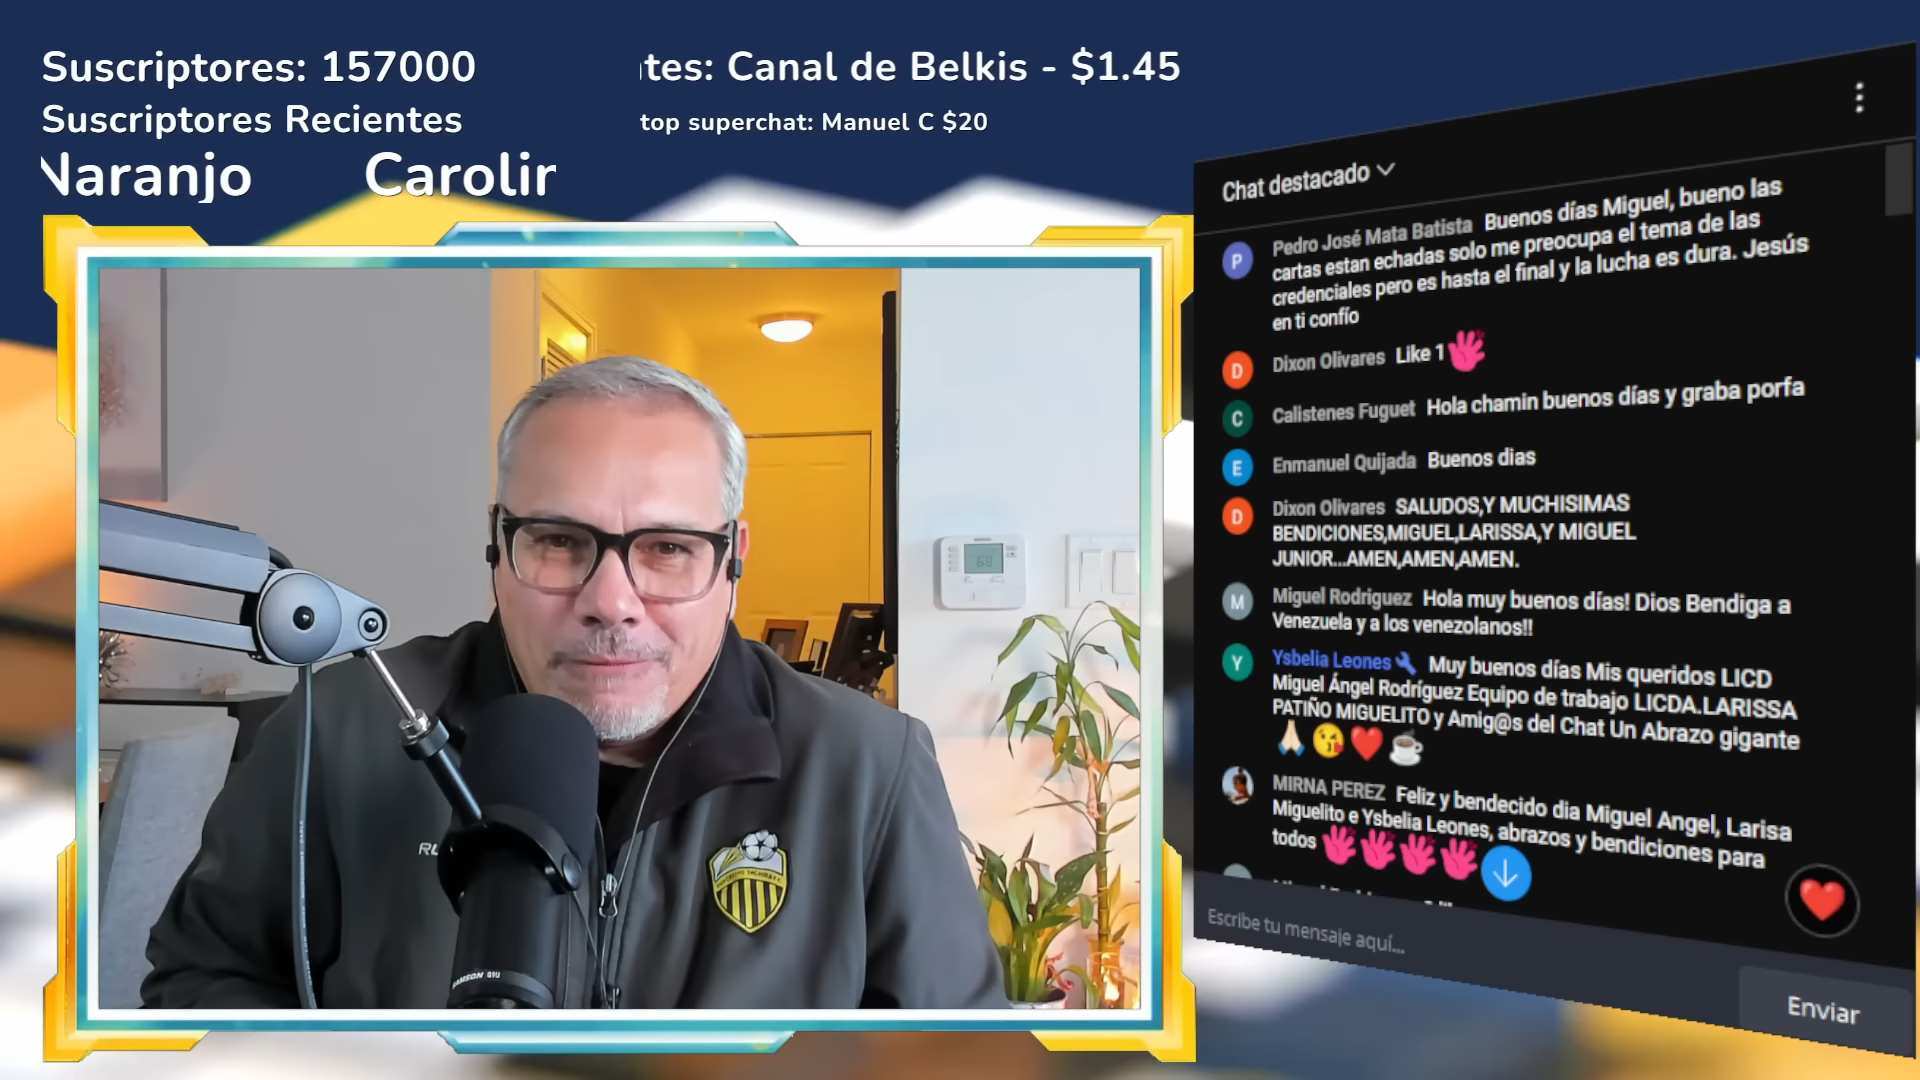 Suscriptores: 157000
Suscriptores Recientes
Naranjo Carolin
tes: Canal de Belkis - $1.45
top superchat: Manuel C $20
Chat destacado
P Pedro José Mata Batista Buenos días Miguel, bueno las
cartas estan echadas solo me preocupa el tema de las
credenciales pero es hasta el final y la lucha es dura. Jesús
en ti confío
D Dixon Olivares Like 1
C Calistenes Fuguet Hola chamin buenos días y graba porfa
E Enmanuel Quijada Buenos dias
D Dixon Olivares SALUDOS,Y MUCHISIMAS
BENDICIONES,MIGUEL,LARISSA,Y MIGUEL
JUNIOR...AMEN,AMEN,AMEN.
M Miguel Rodriguez Hola muy buenos días! Dios Bendiga a
Venezuela y a los venezolanos!!
Y Ysbelia Leones Muy buenos días Mis queridos LICD
Miguel Ángel Rodríguez Equipo de trabajo LICDA.LARISSA
PATIÑO MIGUELITO y Amig@s del Chat Un Abrazo gigante
🙏🏻😘❤️☕
MIRNA PEREZ Feliz y bendecido dia Miguel Angel, Larisa
Miguelito e Ysbelia Leones, abrazos y bendiciones para
todos
Escribe tu mensaje aquí...
Enviar
68
SAMSON Q9U